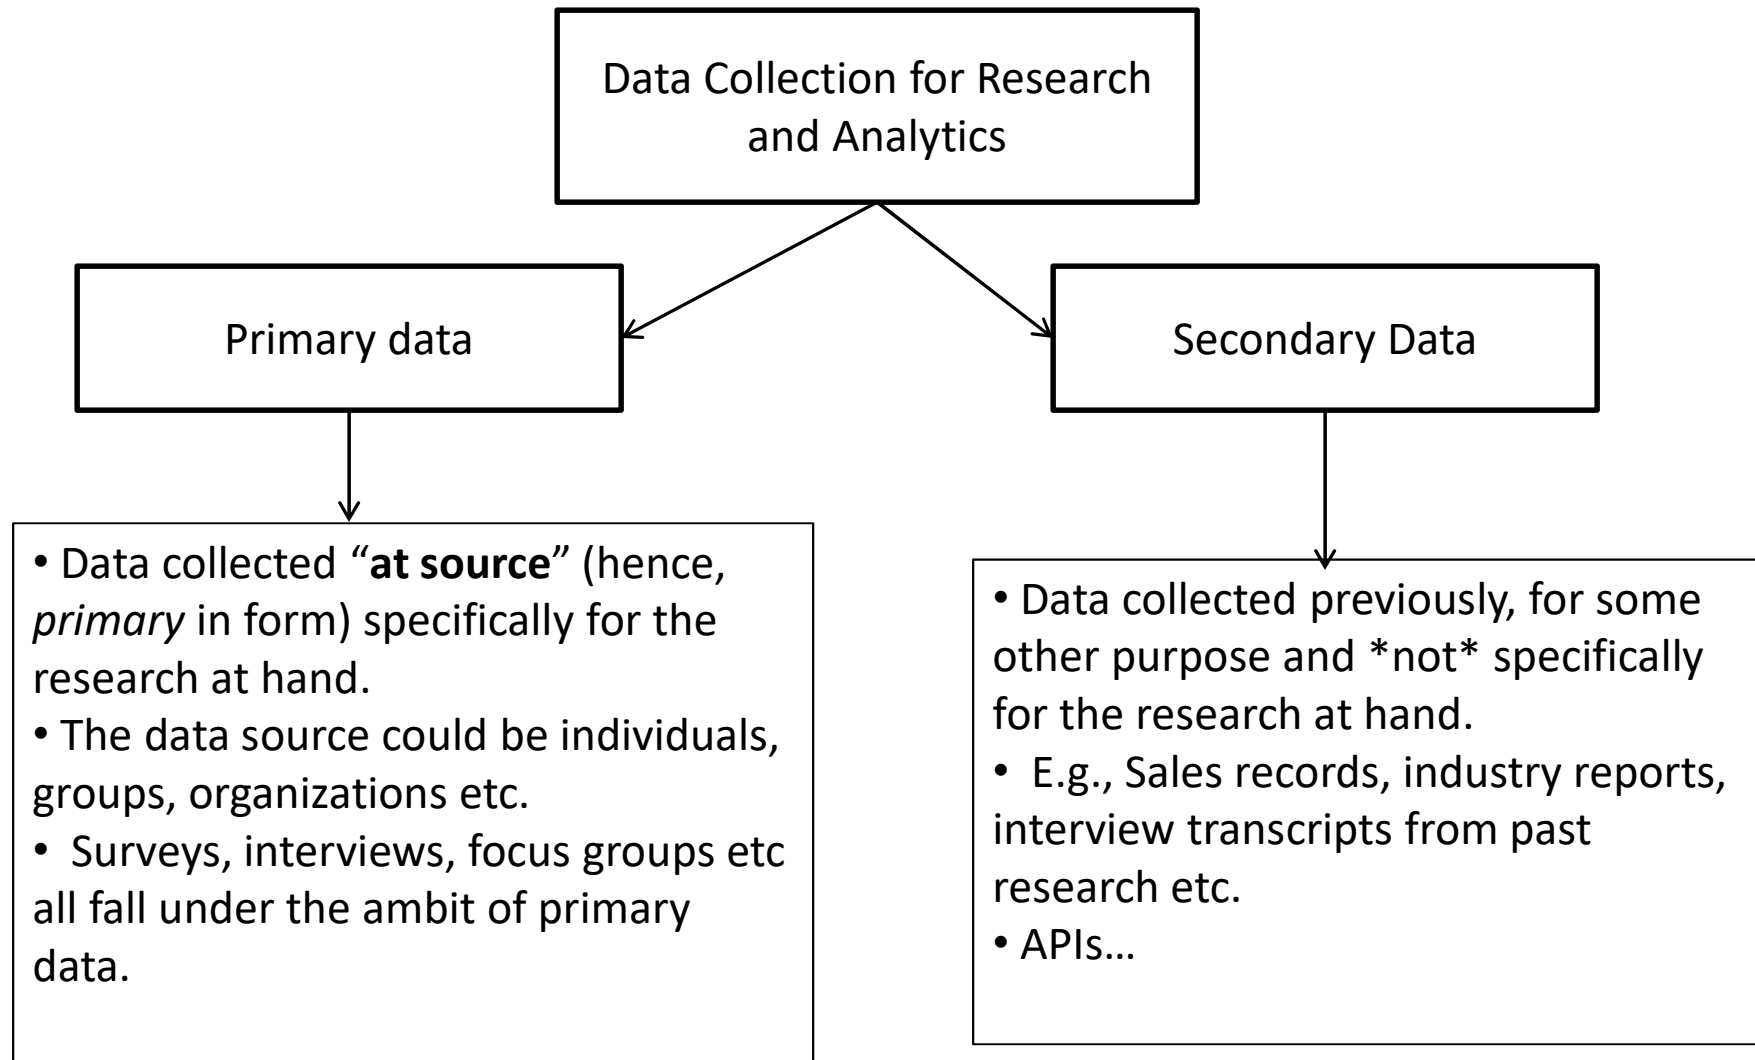 Data Collection for Research
and Analytics
Primary data
Secondary Data
• Data collected “at source” (hence,
primary in form) specifically for the
research at hand.
• The data source could be individuals,
groups, organizations etc.
• Surveys, interviews, focus groups etc
all fall under the ambit of primary
data.
• Data collected previously, for some
other purpose and *not* specifically
for the research at hand.
• E.g., Sales records, industry reports,
interview transcripts from past
research etc.
• APIs…